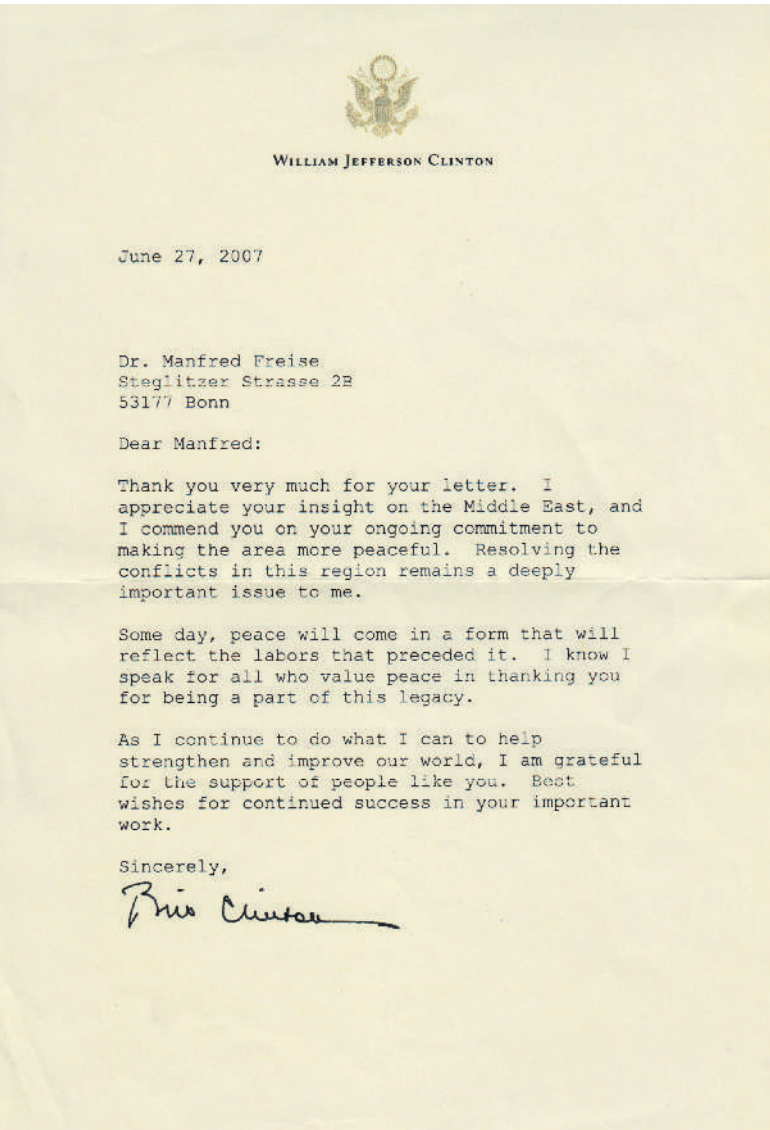 WILLIAM JEFFERSON CLINTON
June 27, 2007
Dr. Manfred Freise
Steglitzer Strasse 2B
53177 Bonn
Dear Manfred:
Thank you very much for your letter. I
appreciate your insight on the Middle East, and
I commend you on your ongoing commitment to
making the area more peaceful. Resolving the
conflicts in this region remains a deeply
important issue to me.
Some day, peace will come in a form that will
reflect the labors that preceded it. I know I
speak for all who value peace in thanking you
for being a part of this legacy.
As I continue to do what I can to help
strengthen and improve our world, I am grateful
for the support of people like you. Best
wishes for continued success in your important
work.
Sincerely,
Bill Clinton